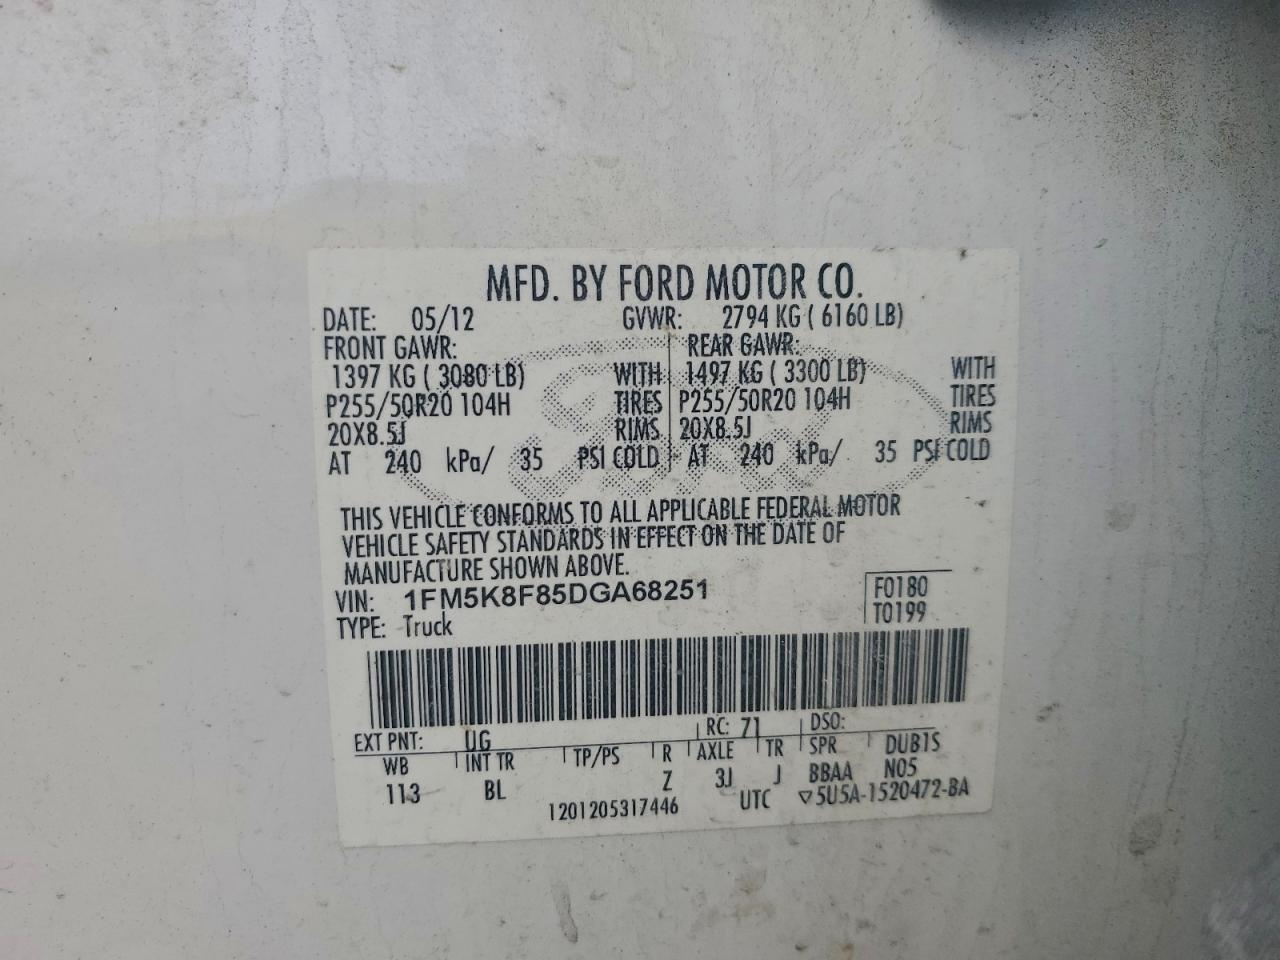 MFD. BY FORD MOTOR CO.
DATE: 05/12 GVWR: 2794 KG ( 6160 LB)
FRONT GAWR: REAR GAWR:
1397 KG ( 3080 LB) WITH 1497 KG ( 3300 LB) WITH
P255/50R20 104H TIRES P255/50R20 104H TIRES
20X8.5J RIMS 20X8.5J RIMS
AT 240 kPa/ 35 PSI COLD AT 240 kPa/ 35 PSI COLD
THIS VEHICLE CONFORMS TO ALL APPLICABLE FEDERAL MOTOR
VEHICLE SAFETY STANDARDS IN EFFECT ON THE DATE OF
MANUFACTURE SHOWN ABOVE.
VIN: 1FM5K8F85DGA68251 F0180
TYPE: Truck T0199
EXT PNT: UG RC: 71 DSO:
WB INT TR TP/PS R AXLE TR SPR DUBIS
113 BL Z 3J J BBAA N05
1201205317446 UTC ▽5U5A-1520472-BA